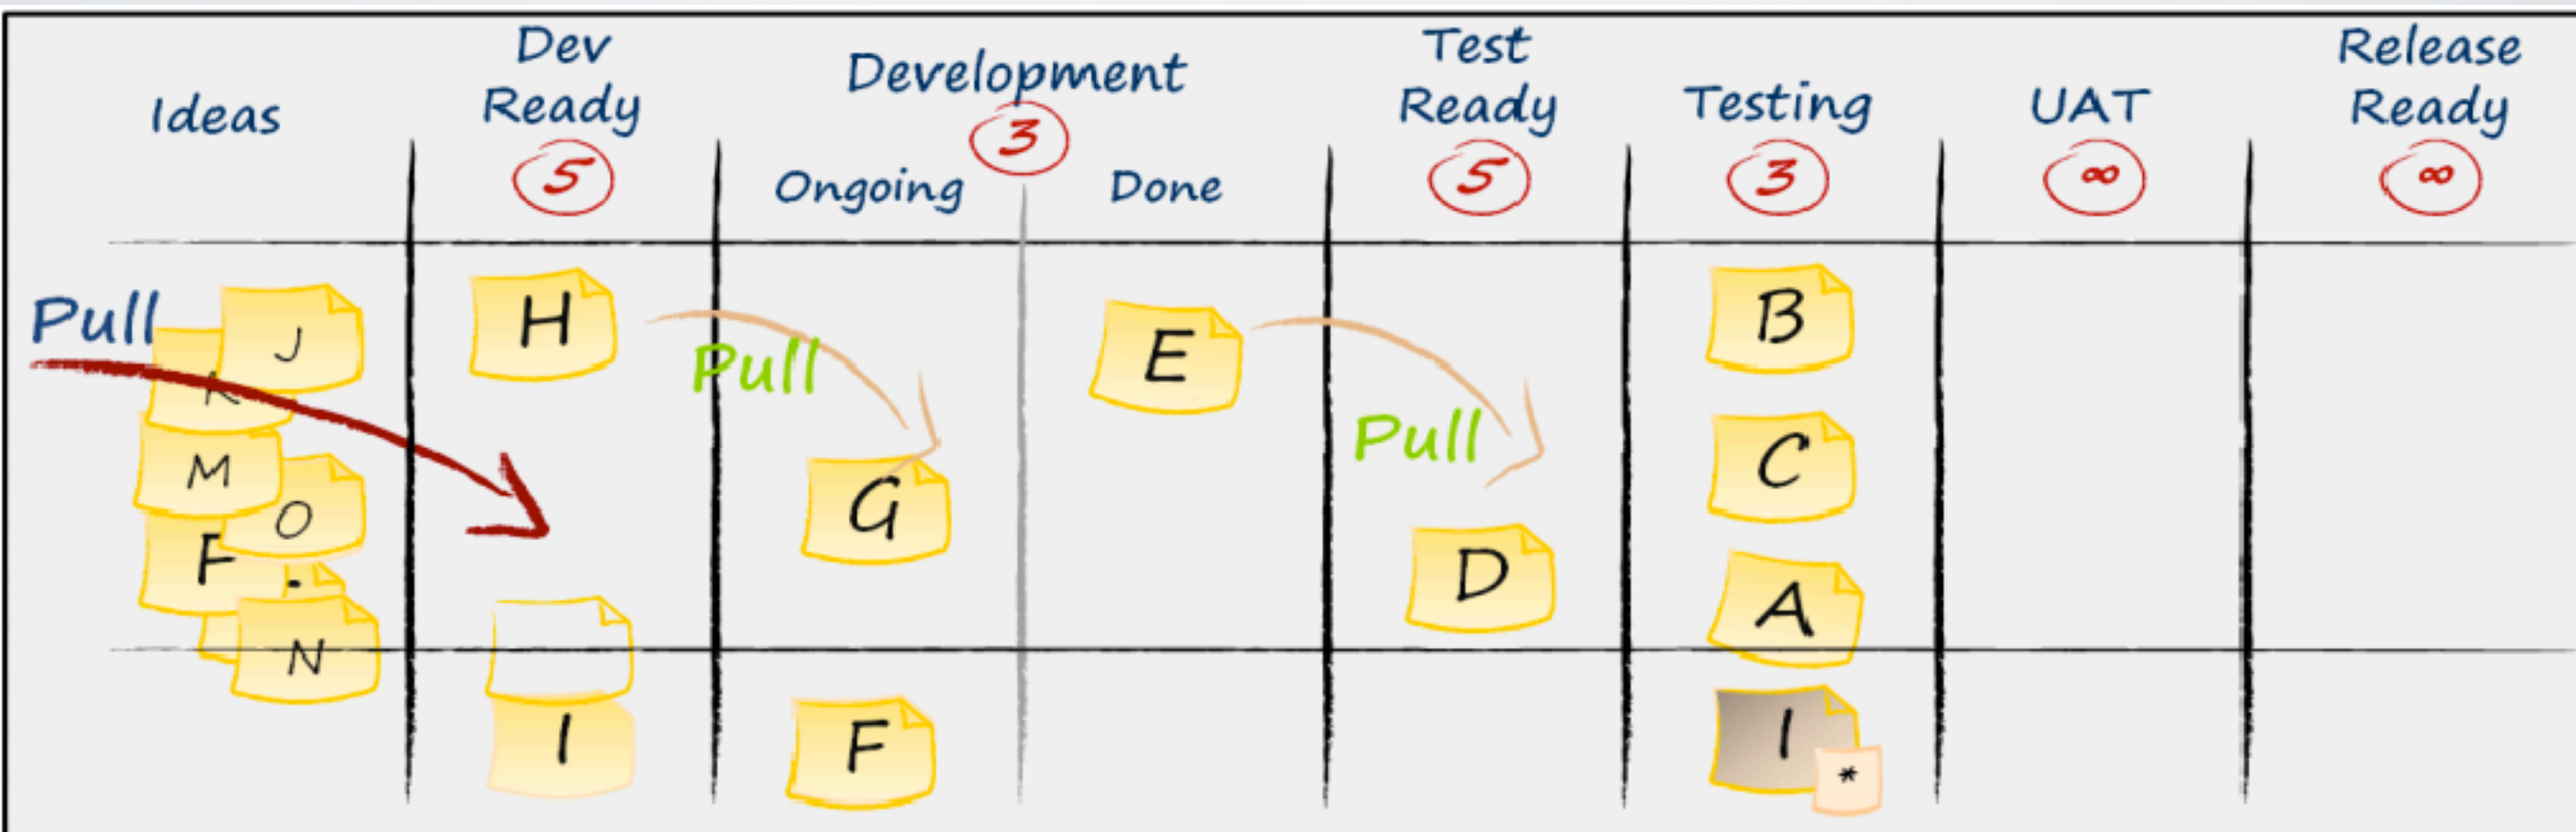 Ideas
Dev
Ready
5
Development
3
Ongoing
Done
Test
Ready
5
Testing
3
UAT
∞
Release
Ready
∞
Pull
J
K
M
O
F
N
H
I
Pull
G
F
E
Pull
D
B
C
A
I
*